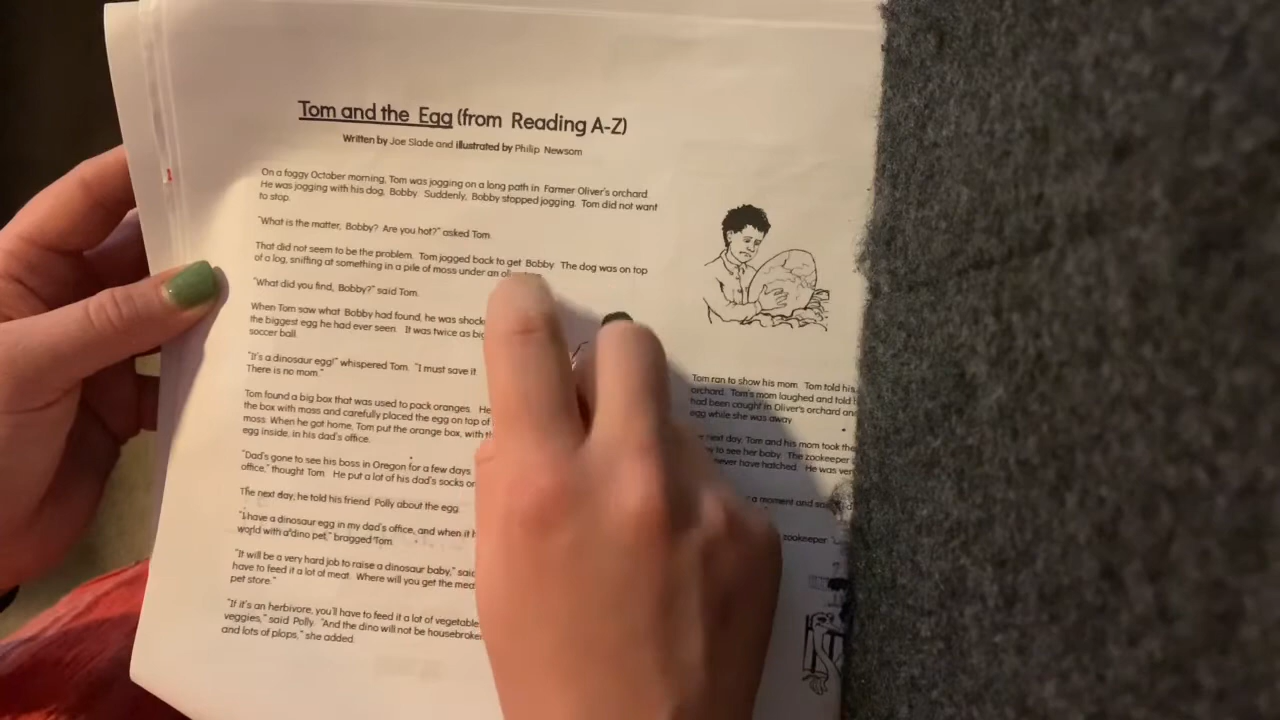 Tom and the Egg (from Reading A-Z)
Written by Joe Slade and illustrated by Philip Newsom
On a foggy October morning, Tom was jogging on a long path in Farmer Oliver's orchard.
He was jogging with his dog, Bobby. Suddenly, Bobby stopped jogging. Tom did not want
to stop.
"What is the matter, Bobby? Are you hot?" asked Tom.
That did not seem to be the problem. Tom jogged back to get Bobby. The dog was on top
of a log, sniffing at something in a pile of moss under an
"What did you find, Bobby?" said Tom.
When Tom saw what Bobby had found, he was
the biggest egg he had ever seen. It was twice as
soccer ball.
"It's a dinosaur egg!" whispered Tom. "I must save it.
There is no mom."
Tom found a big box that was used to pack oranges. He
the box with moss and carefully placed the egg on top of
moss. When he got home, Tom put the orange box, with
egg inside, in his dad's office.
"Dad's gone to see his boss in Oregon for a few days
office," thought Tom. He put a lot of his dad's socks
The next day, he told his friend Polly about the egg.
"I have a dinosaur egg in my dad's office, and when it
world with a dino pet," bragged Tom.
"It will be a very hard job to raise a dinosaur baby,"
have to feed it a lot of meat. Where will you get the
pet store."
"If it's an herbivore, you'll have to feed it a lot of
veggies," said Polly. "And the dino will not be
and lots of plops," she added.
Tom ran to show his mom. Tom told his
orchard. Tom's mom laughed and told
had been caught in Oliver's orchard
egg while she was away.
next day, Tom and his mom took the
to see her baby. The zookeeper
never have hatched. He was
a moment and
zookeeper